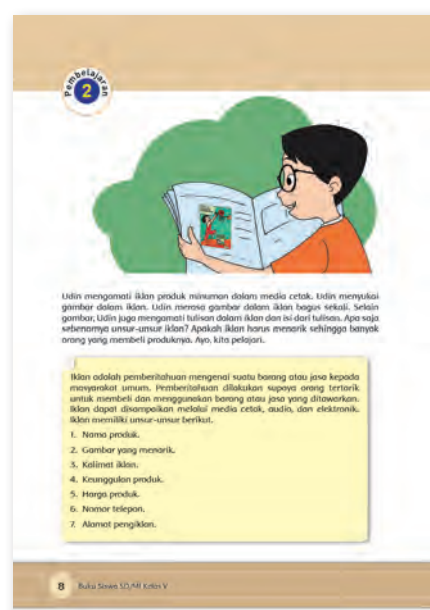 Pembelajaran
2
Udin mengamati iklan produk minuman dalam media cetak. Udin menyukai
gambar dalam iklan. Udin merasa gambar dalam iklan bagus sekali. Selain
gambar, Udin juga mengamati tulisan dalam iklan dan isi dari tulisan. Apa saja
sebenarnya unsur-unsur iklan? Apakah iklan harus menarik sehingga banyak
orang yang membeli produknya. Ayo, kita pelajari.
Iklan adalah pemberitahuan mengenai suatu barang atau jasa kepada
masyarakat umum. Pemberitahuan dilakukan supaya orang tertarik
untuk membeli dan menggunakan barang atau jasa yang ditawarkan.
Iklan dapat disampaikan melalui media cetak, audio, dan elektronik.
Iklan memiliki unsur-unsur berikut.
1. Nama produk.
2. Gambar yang menarik.
3. Kalimat iklan.
4. Keunggulan produk.
5. Harga produk.
6. Nomor telepon.
7. Alamat pengiklan.
8 Buku Siswa SD/MI Kelas V